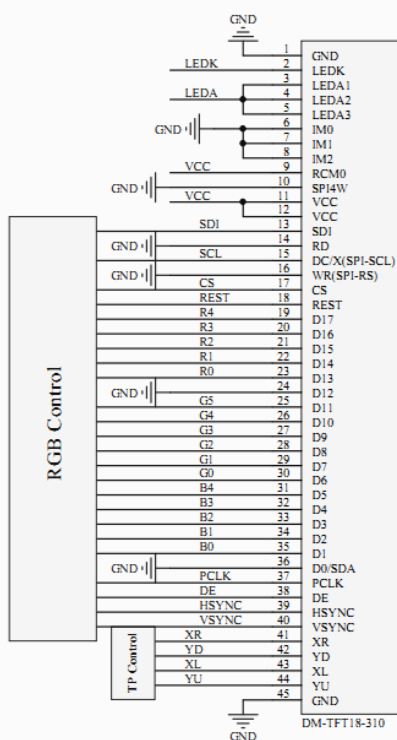 GND
1 GND
LEDK 2 LEDK
3 LEDA1
LEDA 4 LEDA2
5 LEDA3
GND 6 IM0
7 IM1
8 IM2
VCC 9 RCM0
GND 10 SPI4W
VCC 11 VCC
12 VCC
SDI 13 SDI
GND 14 RD
SCL 15 DC/X(SPI-SCL)
GND 16 WR(SPI-RS)
CS 17 CS
REST 18 REST
R4 19 D17
R3 20 D16
R2 21 D15
R1 22 D14
R0 23 D13
GND 24 D12
G5 25 D11
G4 26 D10
G3 27 D9
G2 28 D8
G1 29 D7
G0 30 D6
B4 31 D5
B3 32 D4
B2 33 D3
B1 34 D2
B0 35 D1
GND 36 D0/SDA
PCLK 37 PCLK
DE 38 DE
HSYNC 39 HSYNC
VSYNC 40 VSYNC
XR 41 XR
YD 42 YD
XL 43 XL
YU 44 YU
45 GND
GND
RGB Control
TP Control
DM-TFT18-310